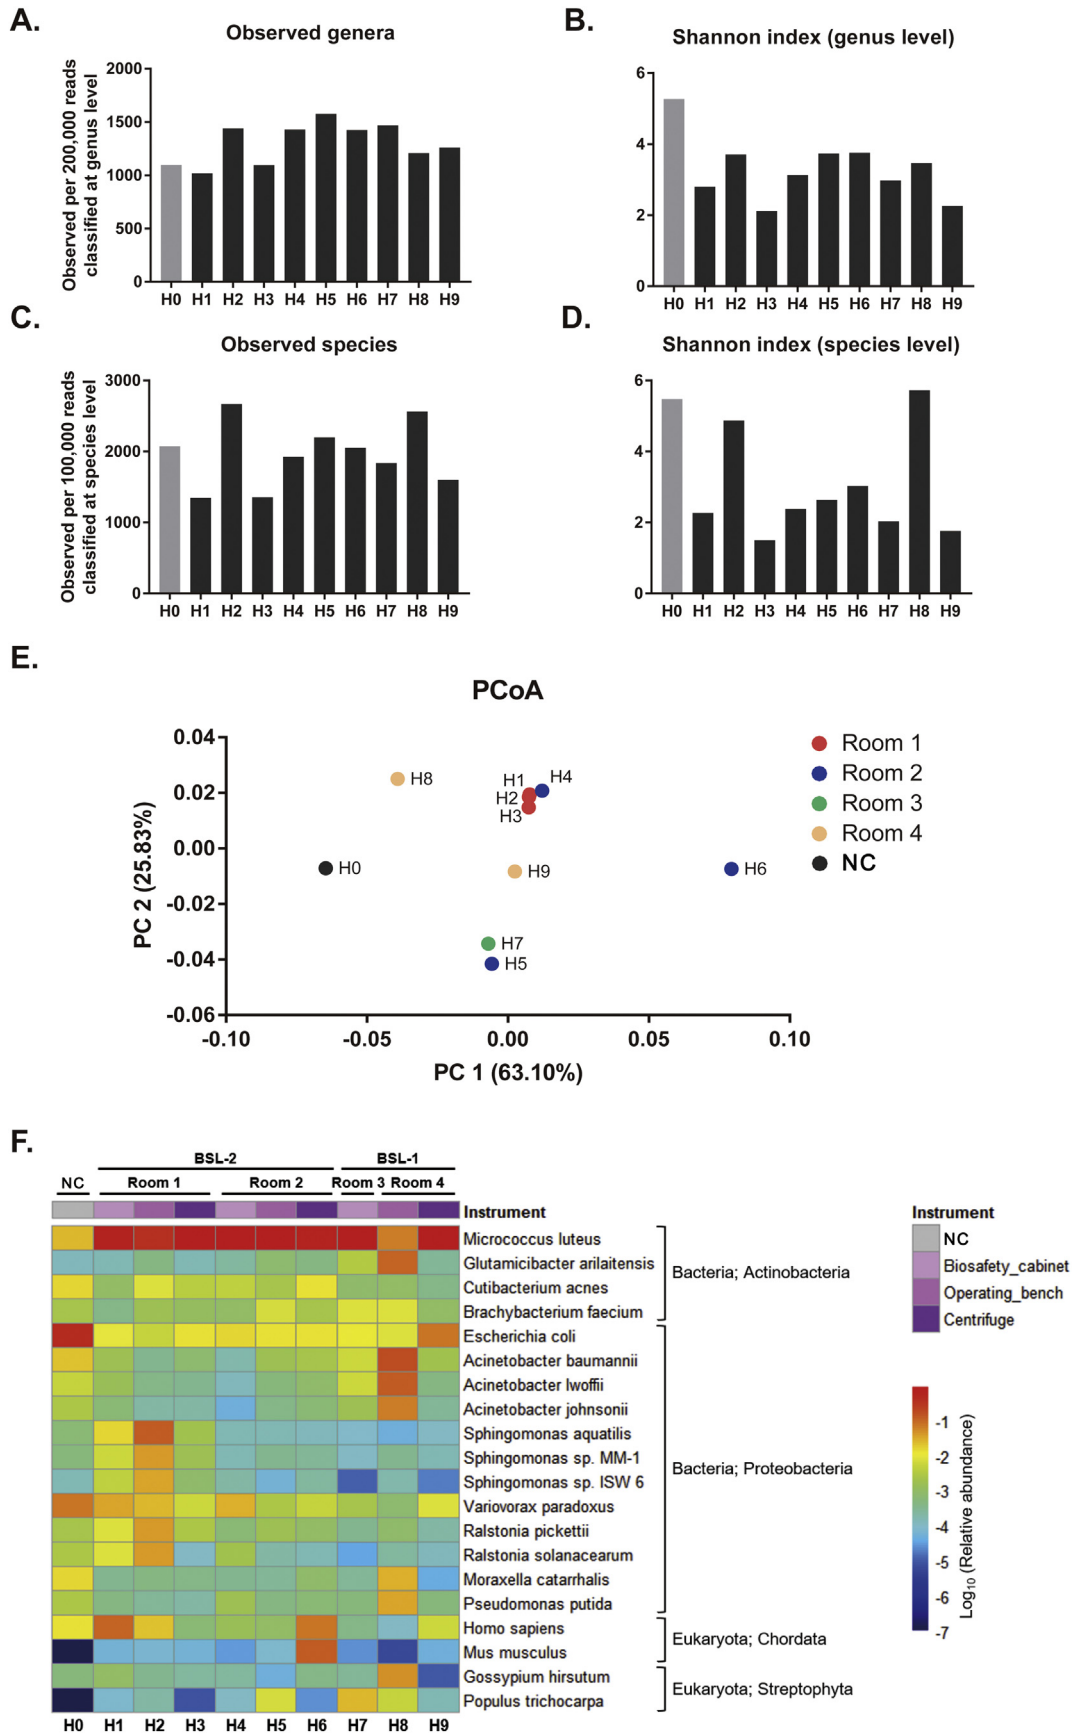 A.
Observed genera
Observed per 200,000 reads
classified at genus level
2000
1500
1000
500
0
H0 H1 H2 H3 H4 H5 H6 H7 H8 H9
B.
Shannon index (genus level)
6
4
2
0
H0 H1 H2 H3 H4 H5 H6 H7 H8 H9
C.
Observed species
Observed per 100,000 reads
classified at species level
3000
2000
1000
0
H0 H1 H2 H3 H4 H5 H6 H7 H8 H9
D.
Shannon index (species level)
6
4
2
0
H0 H1 H2 H3 H4 H5 H6 H7 H8 H9
E.
PCoA
PC 2 (25.83%)
0.04
0.02
0.00
-0.02
-0.04
-0.06
-0.10 -0.05 0.00 0.05 0.10
PC 1 (63.10%)
H8
H1
H4
H2
H3
H0
H9
H6
H7
H5
Room 1
Room 2
Room 3
Room 4
NC
F.
BSL-2 BSL-1
NC Room 1 Room 2 Room 3 Room 4
Instrument
Micrococcus luteus
Glutamicibacter arilaitensis
Cutibacterium acnes
Brachybacterium faecium
Escherichia coli
Acinetobacter baumannii
Acinetobacter lwoffii
Acinetobacter johnsonii
Sphingomonas aquatilis
Sphingomonas sp. MM-1
Sphingomonas sp. ISW 6
Variovorax paradoxus
Ralstonia pickettii
Ralstonia solanacearum
Moraxella catarrhalis
Pseudomonas putida
Homo sapiens
Mus musculus
Gossypium hirsutum
Populus trichocarpa
H0 H1 H2 H3 H4 H5 H6 H7 H8 H9
Bacteria; Actinobacteria
Bacteria; Proteobacteria
Eukaryota; Chordata
Eukaryota; Streptophyta
Instrument
NC
Biosafety_cabinet
Operating_bench
Centrifuge
-1
-2
-3
-4
-5
-6
-7
Log10 (Relative abundance)